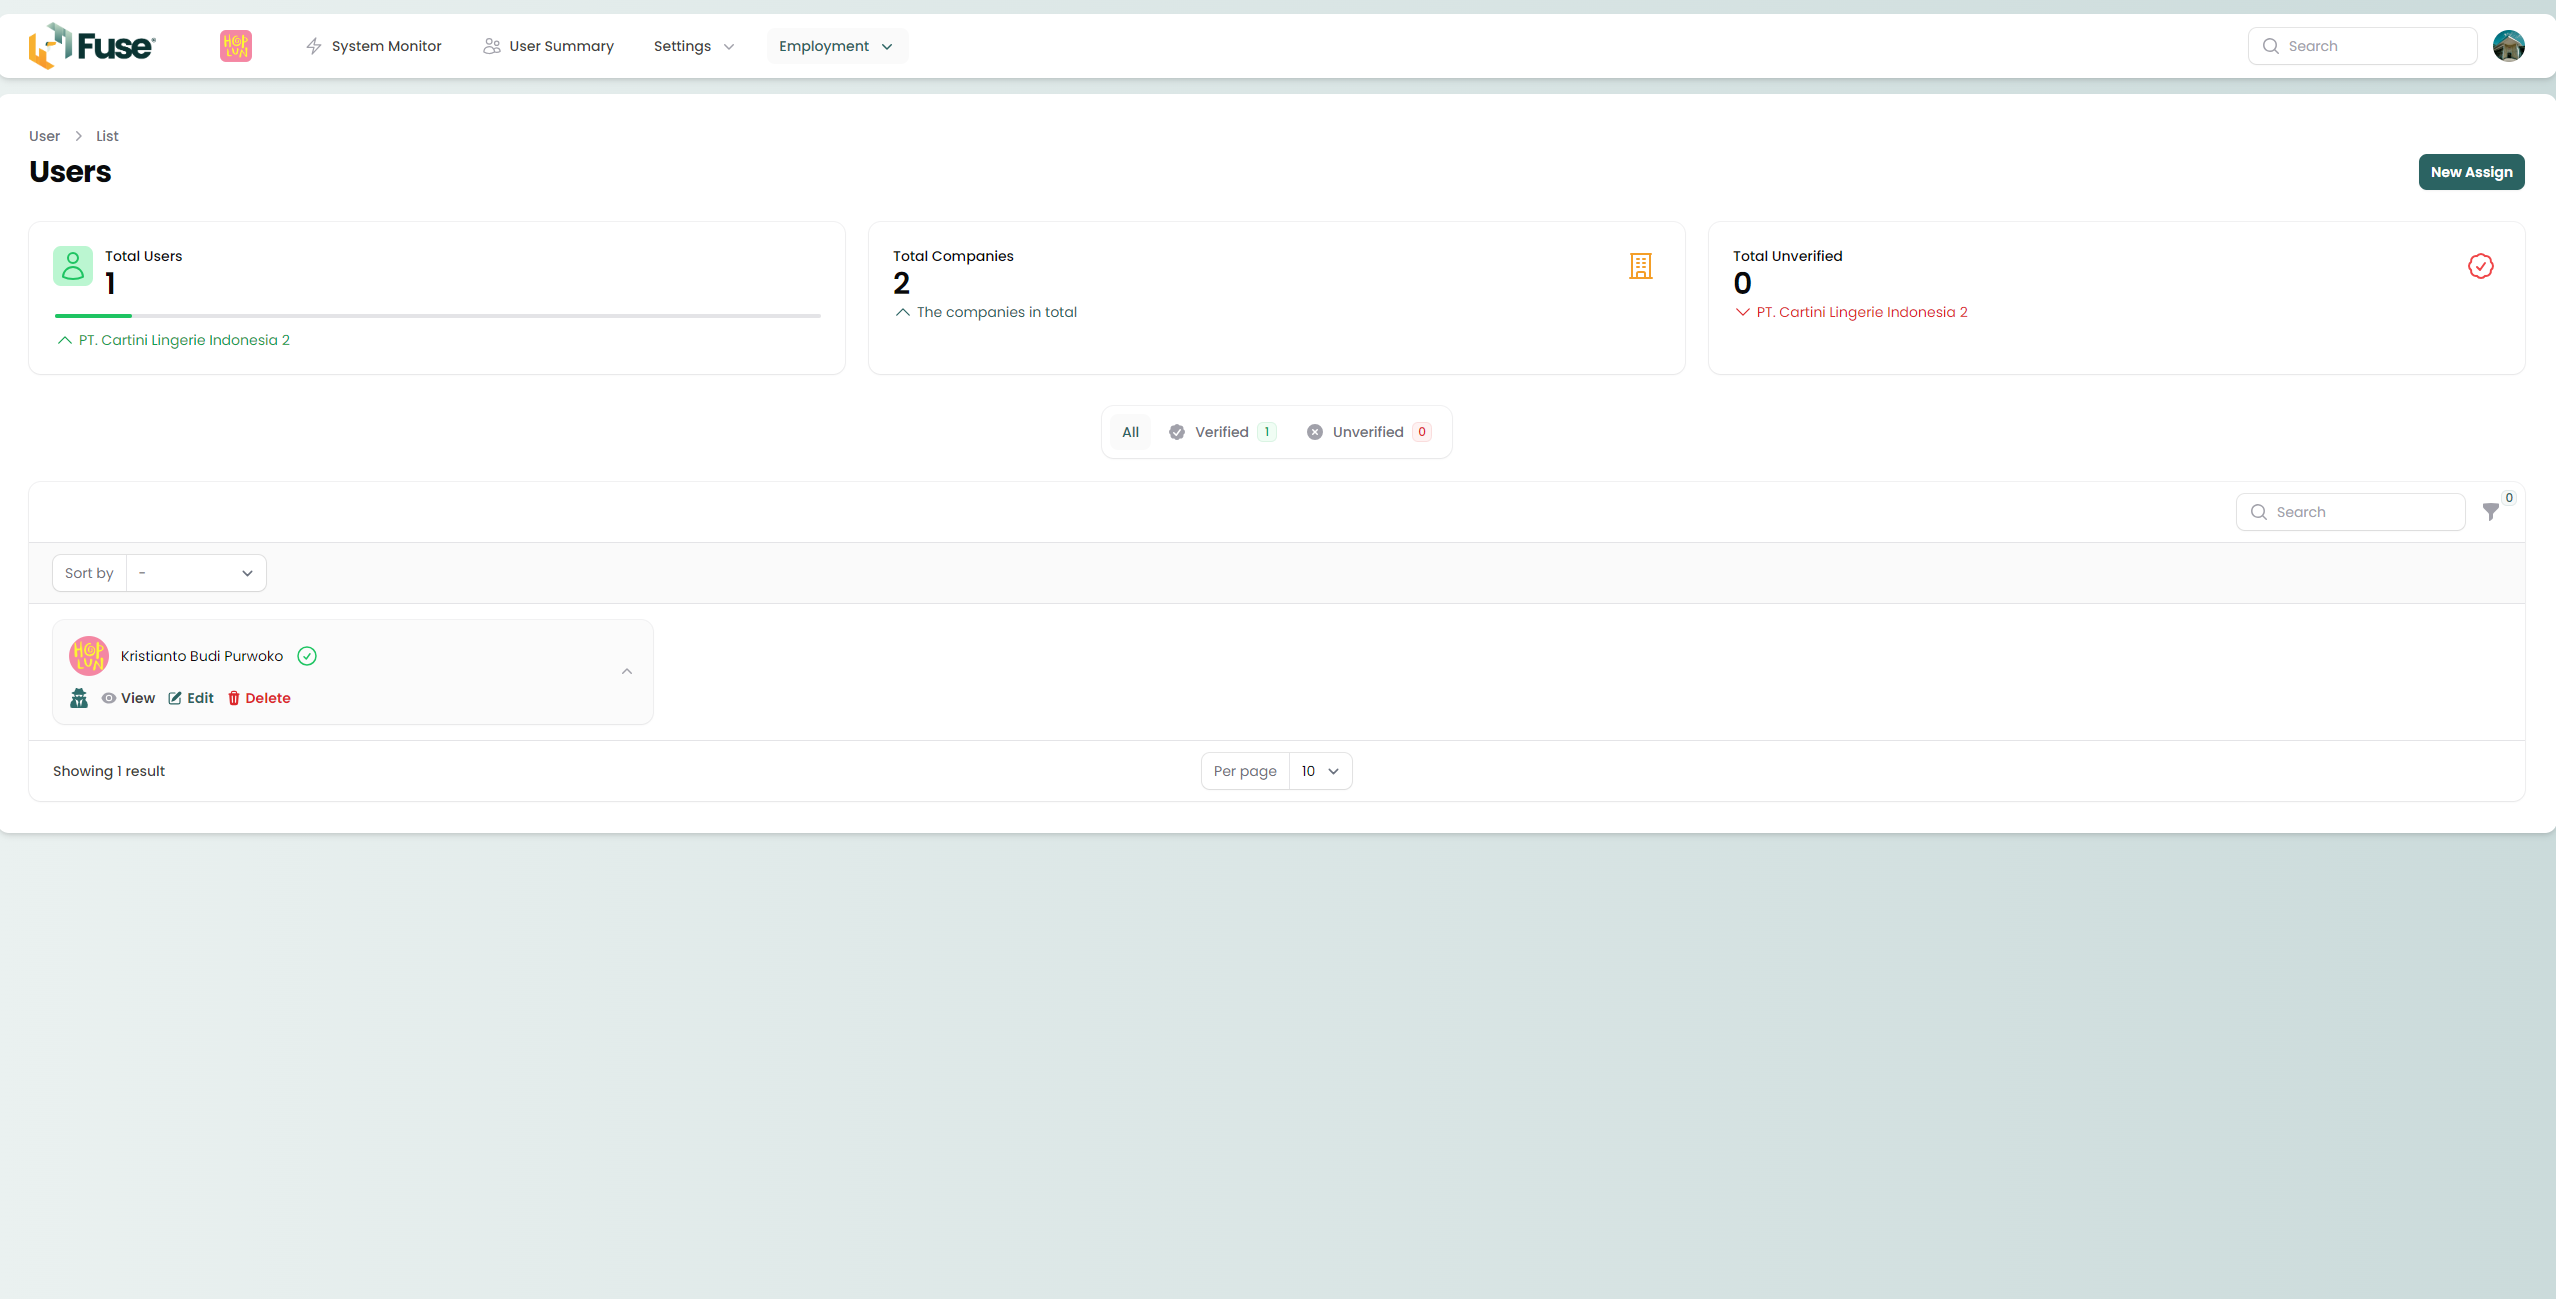 Fuse
HOP LUN
System Monitor
User Summary
Settings
Employment
Search
User > List
Users
New Assign
Total Users
1
PT. Cartini Lingerie Indonesia 2
Total Companies
2
The companies in total
Total Unverified
0
PT. Cartini Lingerie Indonesia 2
All
Verified 1
Unverified 0
Search
0
Sort by -
HOP LUN
Kristianto Budi Purwoko
View Edit Delete
Showing 1 result
Per page 10